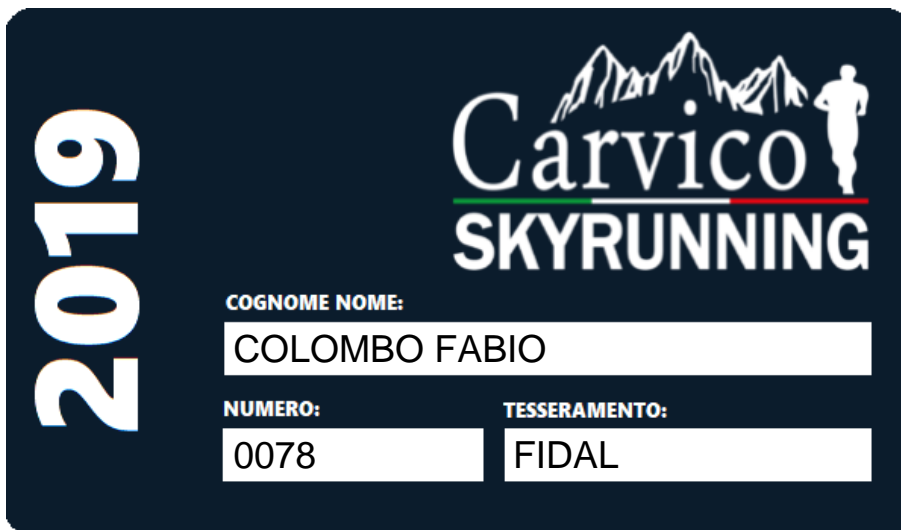 2019
Carvico
SKYRUNNING
COGNOME NOME:
COLOMBO FABIO
NUMERO: TESSERAMENTO:
0078 FIDAL